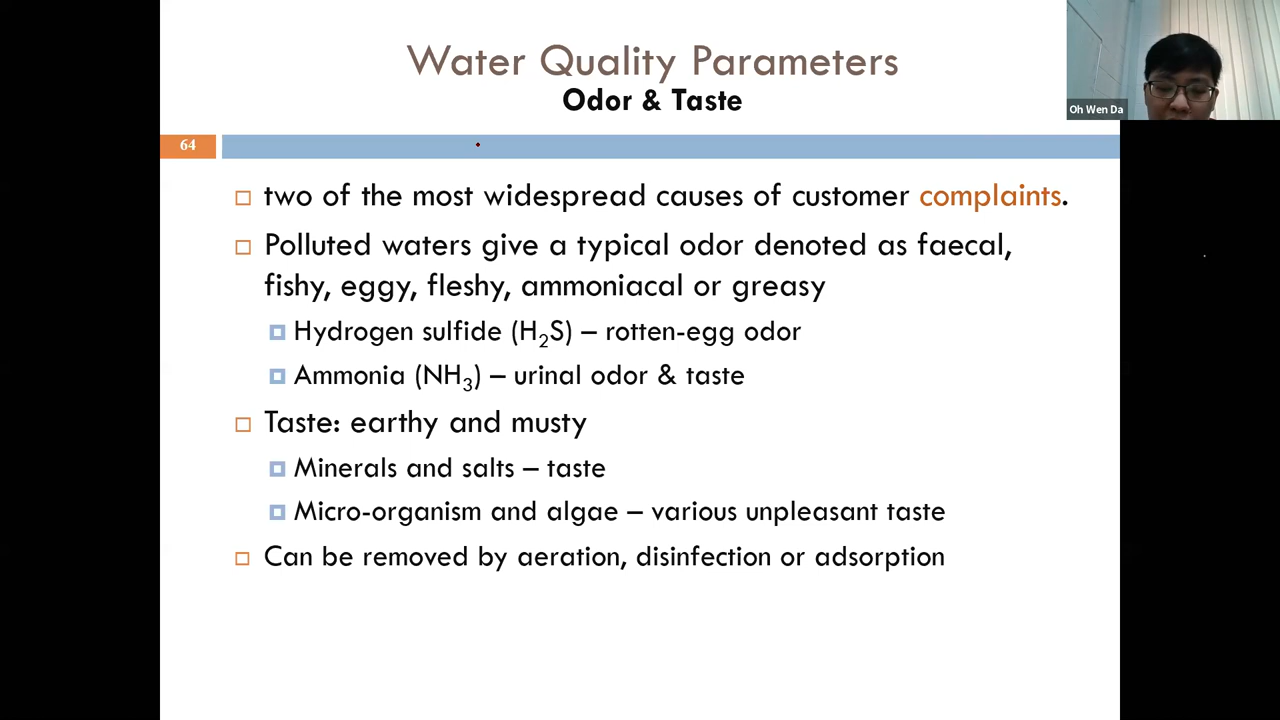 Water Quality Parameters
Odor & Taste
Oh Wen Da
64
two of the most widespread causes of customer complaints.
Polluted waters give a typical odor denoted as faecal,
fishy, eggy, fleshy, ammoniacal or greasy
Hydrogen sulfide (H₂S) – rotten-egg odor
Ammonia (NH₃) – urinal odor & taste
Taste: earthy and musty
Minerals and salts – taste
Micro-organism and algae – various unpleasant taste
Can be removed by aeration, disinfection or adsorption